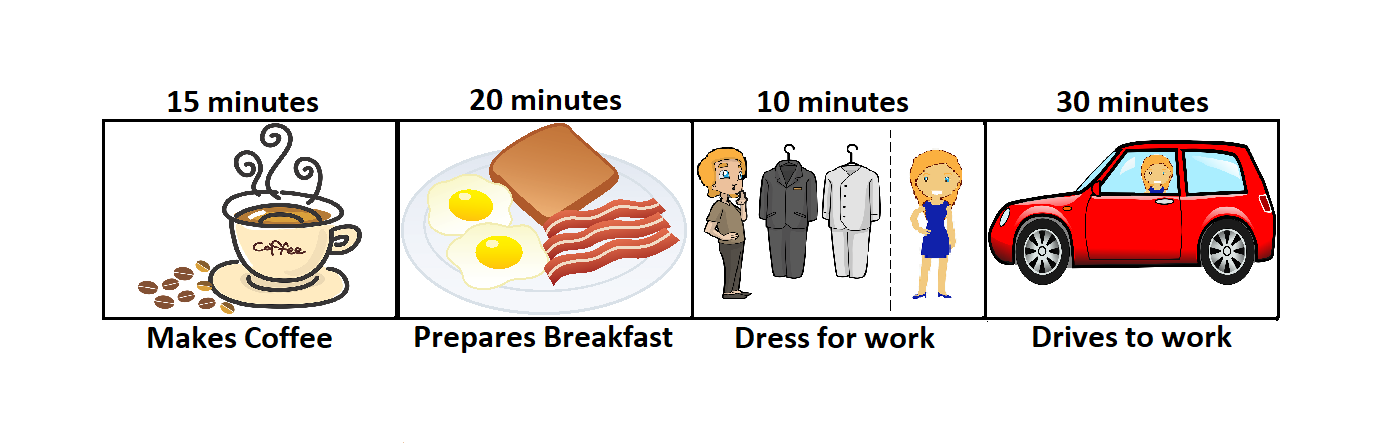 15 minutes
20 minutes
10 minutes
30 minutes
Coffee
Makes Coffee
Prepares Breakfast
Dress for work
Drives to work